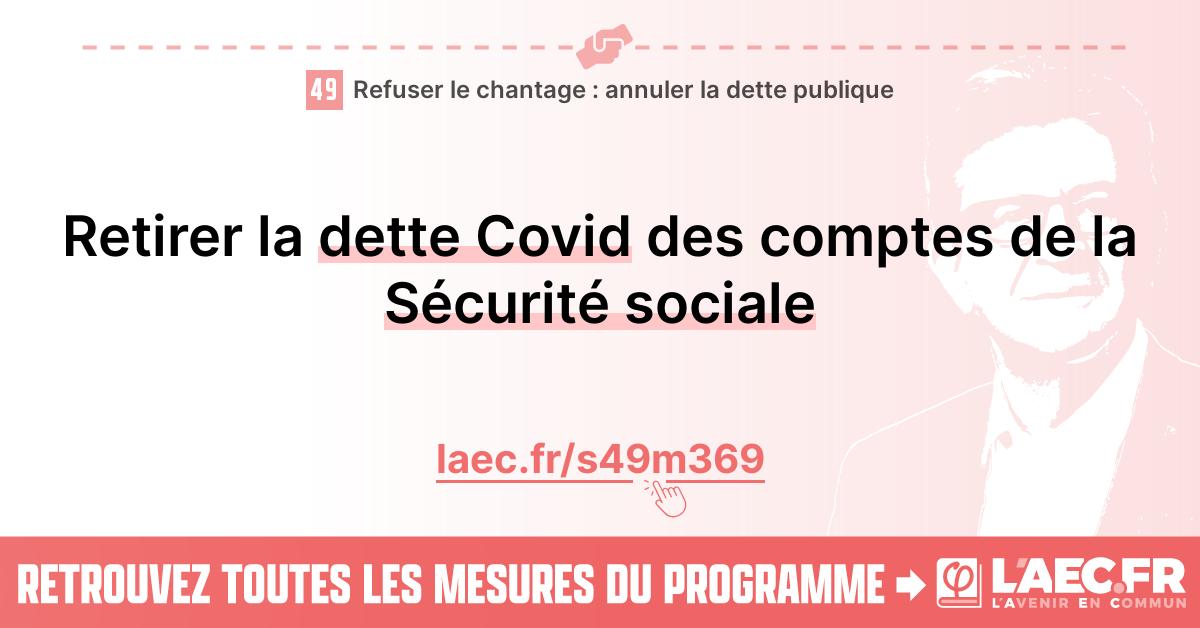 49 Refuser le chantage : annuler la dette publique
Retirer la dette Covid des comptes de la
Sécurité sociale
laec.fr/s49m369
RETROUVEZ TOUTES LES MESURES DU PROGRAMME
L'AEC.FR
L'AVENIR EN COMMUN